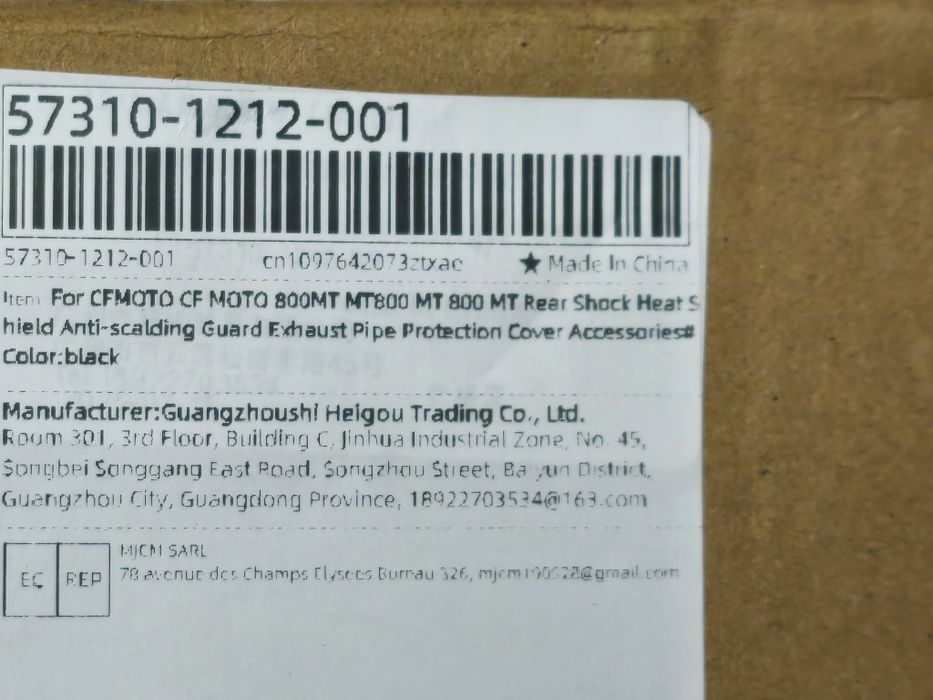 57310-1212-001
57310-1212-001 cn1097642073ztxae ★ Made In China
Item: For CFMOTO CF MOTO 800MT MT800 MT 800 MT Rear Shock Heat S
hield Anti-scalding Guard Exhaust Pipe Protection Cover Accessories#
Color:black
Manufacturer:Guangzhoushi Heigou Trading Co., Ltd.
Room 301, 3rd Floor, Building C, Jinhua Industrial Zone, No. 45,
Songbei Songgang East Road, Songzhou Street, Baiyun District,
Guangzhou City, Guangdong Province, 18922703534@163.com
EC REP
MJCM SARL
78 avenue des Champs Elysees Bureau 326,